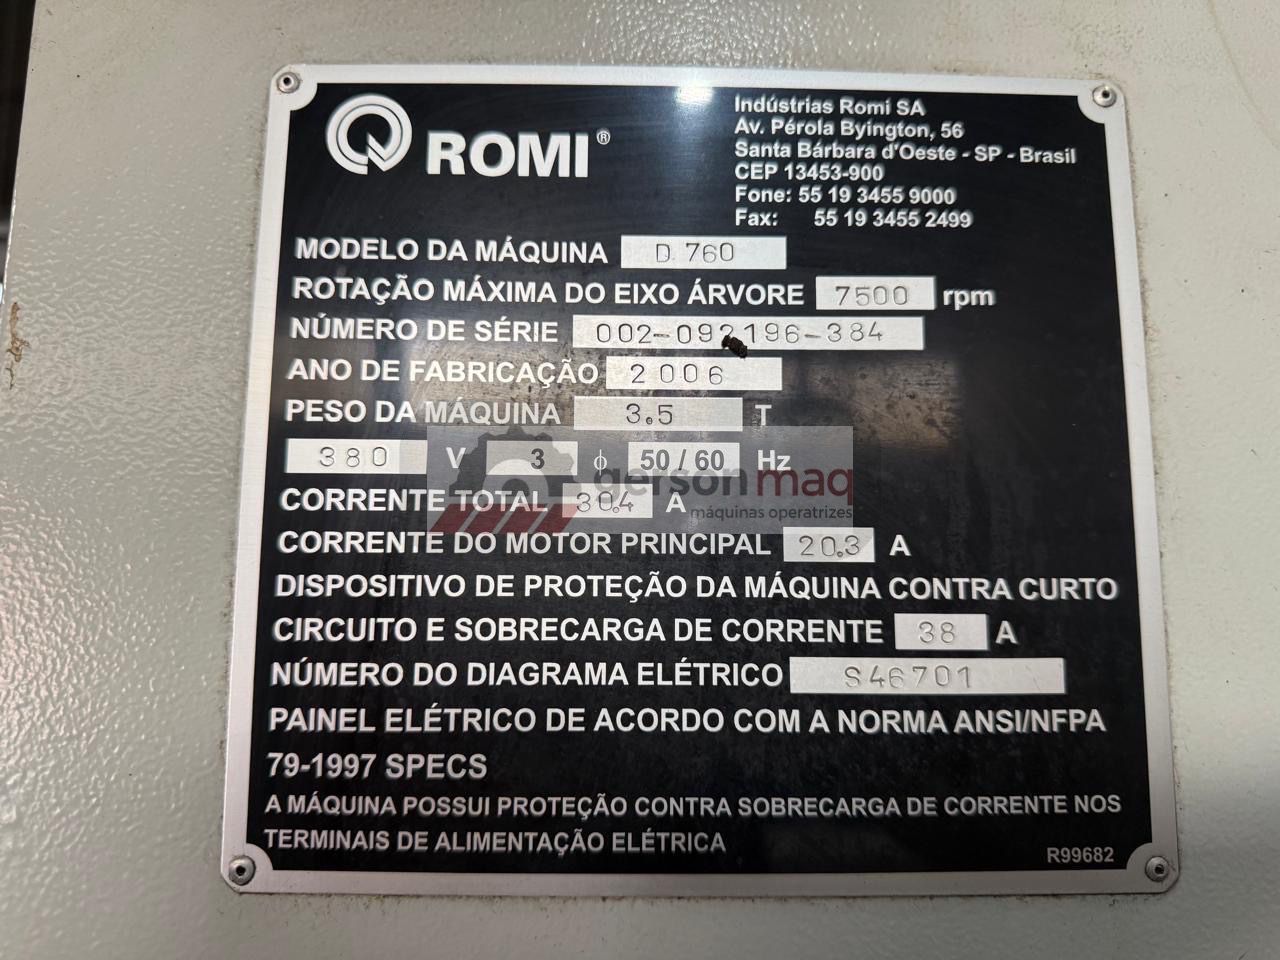 ROMI®
Indústrias Romi SA
Av. Pérola Byington, 56
Santa Bárbara d'Oeste - SP - Brasil
CEP 13453-900
Fone: 55 19 3455 9000
Fax: 55 19 3455 2499
MODELO DA MÁQUINA D 760
ROTAÇÃO MÁXIMA DO EIXO ÁRVORE 7500 rpm
NÚMERO DE SÉRIE
ANO DE FABRICAÇÃO 2006
PESO DA MÁQUINA 3.5 T
380 V 3 ϕ 50 / 60 Hz
gerson maq
máquinas operatrizes
CORRENTE TOTAL 30.4 A
CORRENTE DO MOTOR PRINCIPAL 20.3 A
DISPOSITIVO DE PROTEÇÃO DA MÁQUINA CONTRA CURTO
CIRCUITO E SOBRECARGA DE CORRENTE 38 A
NÚMERO DO DIAGRAMA ELÉTRICO S46701
PAINEL ELÉTRICO DE ACORDO COM A NORMA ANSI/NFPA
79-1997 SPECS
A MÁQUINA POSSUI PROTEÇÃO CONTRA SOBRECARGA DE CORRENTE NOS
TERMINAIS DE ALIMENTAÇÃO ELÉTRICA
R99682